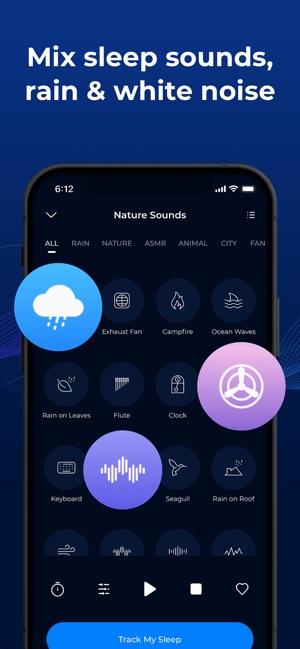 Mix sleep sounds,
rain & white noise
6:12
Nature Sounds
ALL RAIN NATURE ASMR ANIMAL CITY FAN
Exhaust Fan Campfire Ocean Waves
Rain on Leaves Flute Clock
Keyboard Seagull Rain on Roof
Track My Sleep